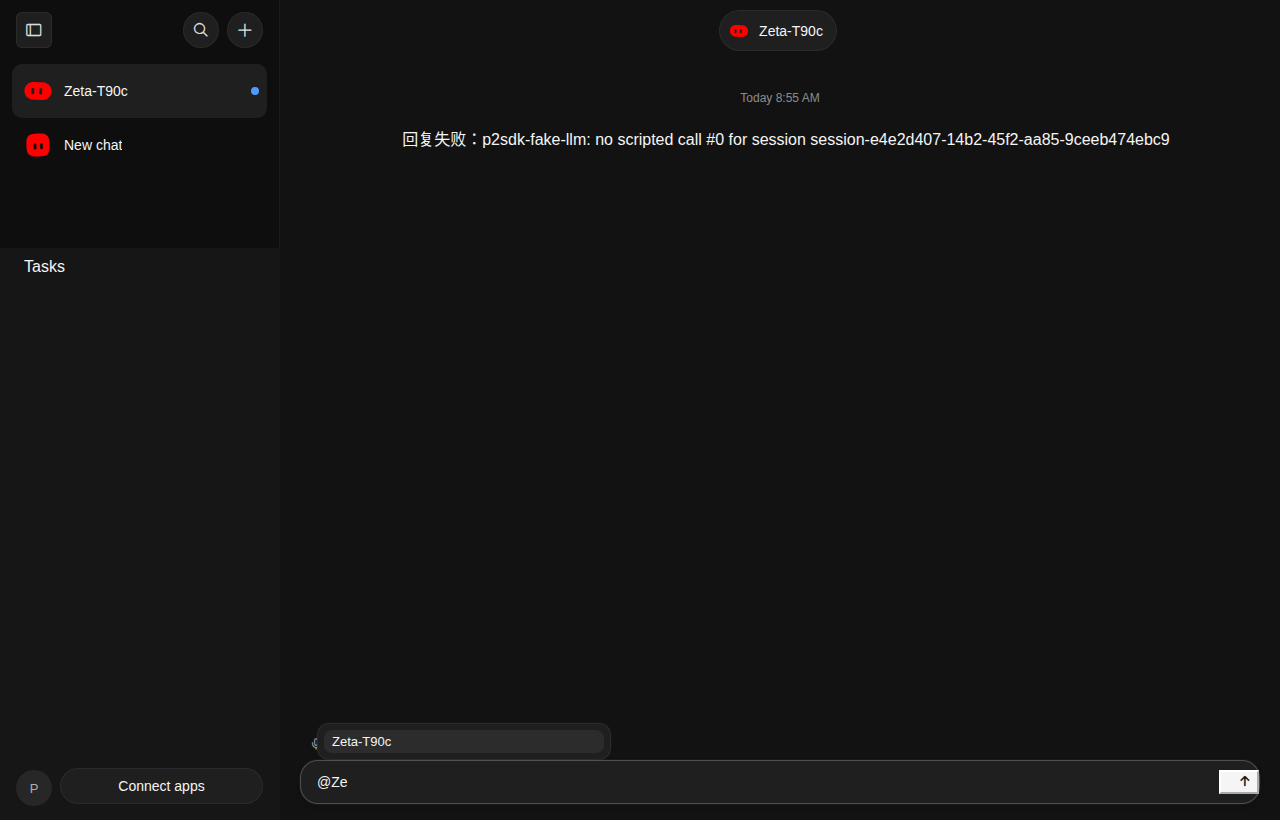 Zeta-T90c
New chat
Tasks
P
Connect apps
Zeta-T90c
Today 8:55 AM
回复失败：p2sdk-fake-llm: no scripted call #0 for session session-e4e2d407-14b2-45f2-aa85-9ceeb474ebc9
Zeta-T90c
@Ze